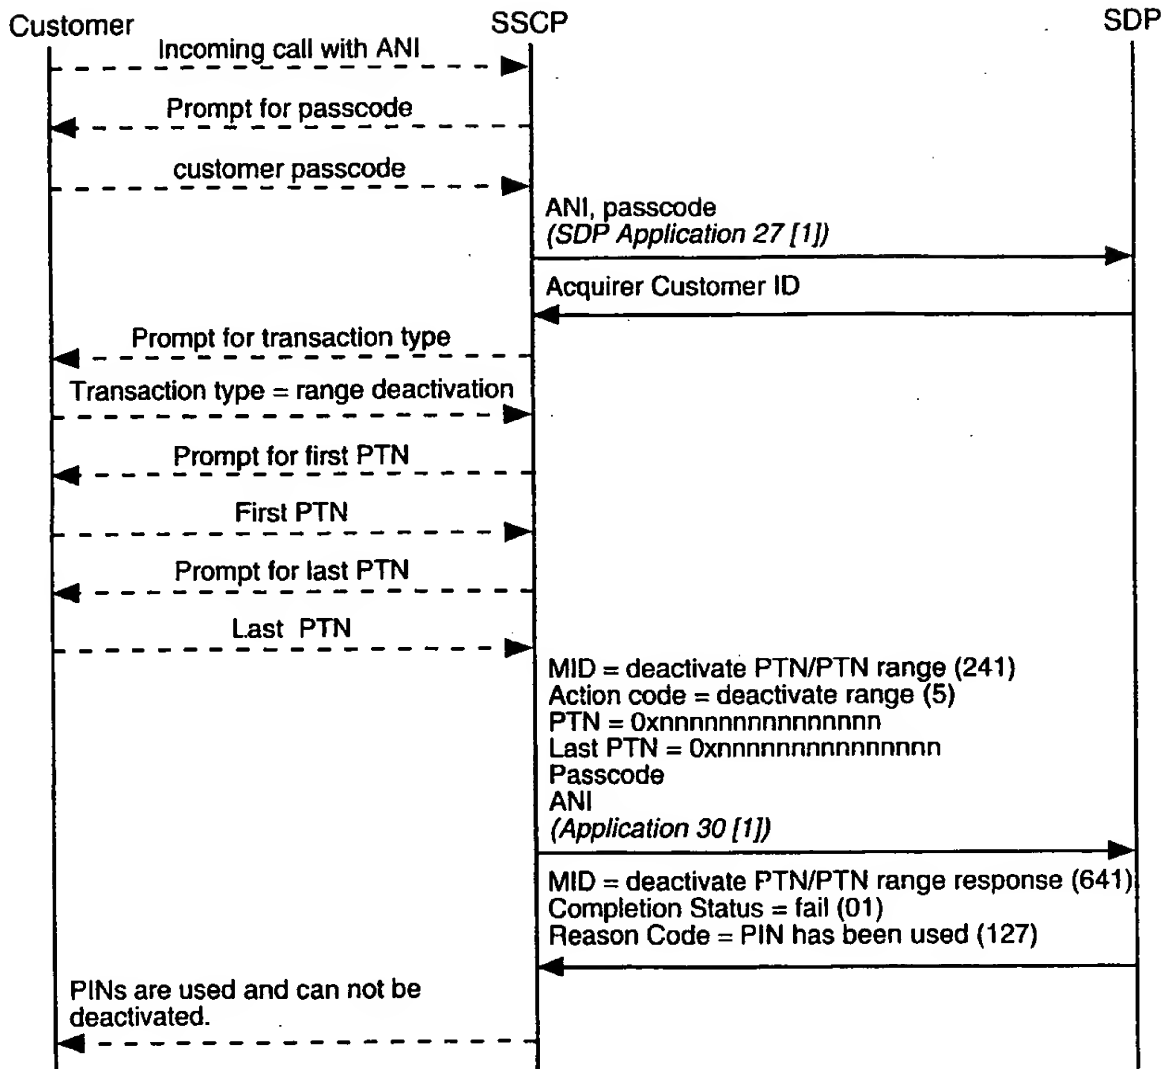 Customer SSCP SDP
Incoming call with ANI
Prompt for passcode
customer passcode
ANI, passcode
(SDP Application 27 [1])
Acquirer Customer ID
Prompt for transaction type
Transaction type = range deactivation
Prompt for first PTN
First PTN
Prompt for last PTN
Last PTN
MID = deactivate PTN/PTN range (241)
Action code = deactivate range (5)
PTN = 0xnnnnnnnnnnnnnnnn
Last PTN = 0xnnnnnnnnnnnnnnnn
Passcode
ANI
(Application 30 [1])
MID = deactivate PTN/PTN range response (641)
Completion Status = fail (01)
Reason Code = PIN has been used (127)
PINs are used and can not be
deactivated.